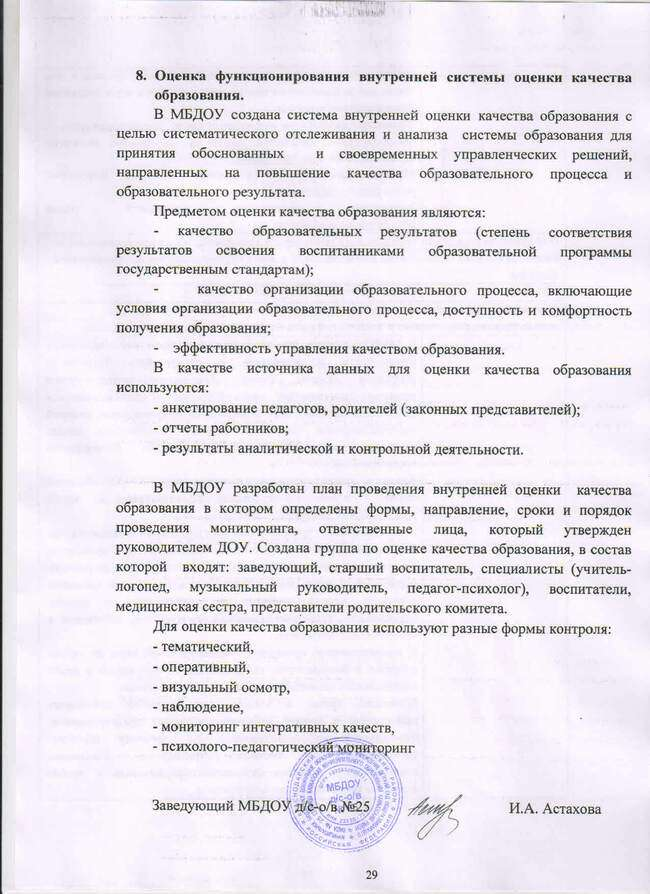 8. Оценка функционирования внутренней системы оценки качества
образования.
В МБДОУ создана система внутренней оценки качества образования с
целью систематического отслеживания и анализа системы образования для
принятия обоснованных и своевременных управленческих решений,
направленных на повышение качества образовательного процесса и
образовательного результата.
Предметом оценки качества образования являются:
- качество образовательных результатов (степень соответствия
результатов освоения воспитанниками образовательной программы
государственным стандартам);
- качество организации образовательного процесса, включающие
условия организации образовательного процесса, доступность и комфортность
получения образования;
- эффективность управления качеством образования.
В качестве источника данных для оценки качества образования
используются:
- анкетирование педагогов, родителей (законных представителей);
- отчеты работников;
- результаты аналитической и контрольной деятельности.
В МБДОУ разработан план проведения внутренней оценки качества
образования в котором определены формы, направление, сроки и порядок
проведения мониторинга, ответственные лица, который утвержден
руководителем ДОУ. Создана группа по оценке качества образования, в состав
которой входят: заведующий, старший воспитатель, специалисты (учитель-
логопед, музыкальный руководитель, педагог-психолог), воспитатели,
медицинская сестра, представители родительского комитета.
Для оценки качества образования используют разные формы контроля:
- тематический,
- оперативный,
- визуальный осмотр,
- наблюдение,
- мониторинг интегративных качеств,
- психолого-педагогический мониторинг
МБДОУ
д/с-о/в
РОССИЙСКАЯ ФЕДЕРАЦИЯ
Заведующий МБДОУ д/с-о/в №25 И.А. Астахова
29